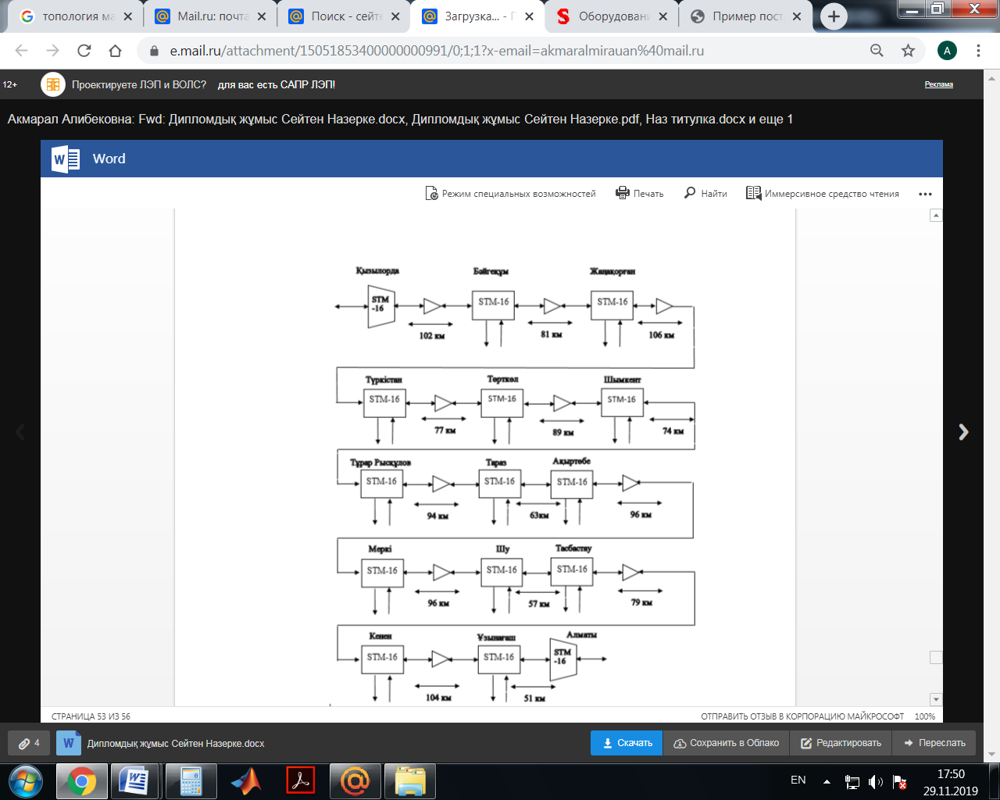 топология ма
Mail.ru: почта
Поиск - сейте
Загрузка... - П
Оборудовани
Пример пост
e.mail.ru/attachment/15051853400000000991/0;1;1?x-email=akmaralmirauan%40mail.ru
A
12+
Проектируете ЛЭП и ВОЛС? для вас есть САПР ЛЭП!
Реклама
Акмарал Алибековна: Fwd: Дипломдық жұмыс Сейтен Назерке.docx, Дипломдық жұмыс Сейтен Назерке.pdf, Наз титулка.docx и еще 1
Word
Режим специальных возможностей
Печать
Найти
Иммерсивное средство чтения
Қызылорда Бәйгеқұм Жаңақорған
STM
-16
STM-16 STM-16
102 км 81 км 106 км
Түркістан Төрткөл Шымкент
STM-16 STM-16 STM-16
77 км 89 км 74 км
Тұрар Рысқұлов Тараз Ақыртөбе
STM-16 STM-16 STM-16
94 км 63км 96 км
Меркі Шу Тасбастау
STM-16 STM-16 STM-16
96 км 57 км 79 км
Кенен Ұзынағаш Алматы
STM-16 STM-16
STM
-16
104 км 51 км
СТРАНИЦА 53 ИЗ 56
ОТПРАВИТЬ ОТЗЫВ В КОРПОРАЦИЮ МАЙКРОСОФТ 100%
4
W
Дипломдық жұмыс Сейтен Назерке.docx
Скачать
Сохранить в Облако
Редактировать
Переслать
EN
17:50
29.11.2019